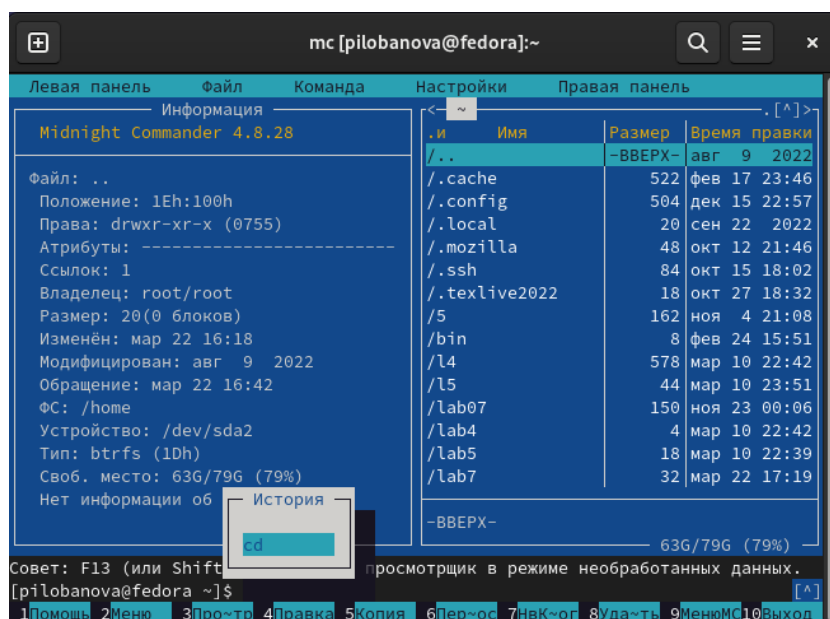 mc [pilobanova@fedora]:~
Левая панель Файл Команда Настройки Правая панель
Информация
Midnight Commander 4.8.28
Файл: ..
Положение: 1Eh:100h
Права: drwxr-xr-x (0755)
Атрибуты: -------------------------
Ссылок: 1
Владелец: root/root
Размер: 20(0 блоков)
Изменён: мар 22 16:18
Модифицирован: авг 9 2022
Обращение: мар 22 16:42
ФС: /home
Устройство: /dev/sda2
Тип: btrfs (1Dh)
Своб. место: 63G/79G (79%)
Нет информации об
История
cd
<- ~ .[^]>
.и Имя Размер Время правки
/.. -ВВЕРХ- авг 9 2022
/.cache 522 фев 17 23:46
/.config 504 дек 15 22:57
/.local 20 сен 22 2022
/.mozilla 48 окт 12 21:46
/.ssh 84 окт 15 18:02
/.texlive2022 18 окт 27 18:32
/5 162 ноя 4 21:08
/bin 8 фев 24 15:51
/l4 578 мар 10 22:42
/l5 44 мар 10 23:51
/lab07 150 ноя 23 00:06
/lab4 4 мар 10 22:42
/lab5 18 мар 10 22:39
/lab7 32 мар 22 17:19
-ВВЕРХ-
63G/79G (79%)
Совет: F13 (или Shift просмотрщик в режиме необработанных данных.
[pilobanova@fedora ~]$ [^]
1Помощь 2Меню 3Про~тр 4Правка 5Копия 6Пер~ос 7НвК~ог 8Уда~ть 9МенюМС 10Выход